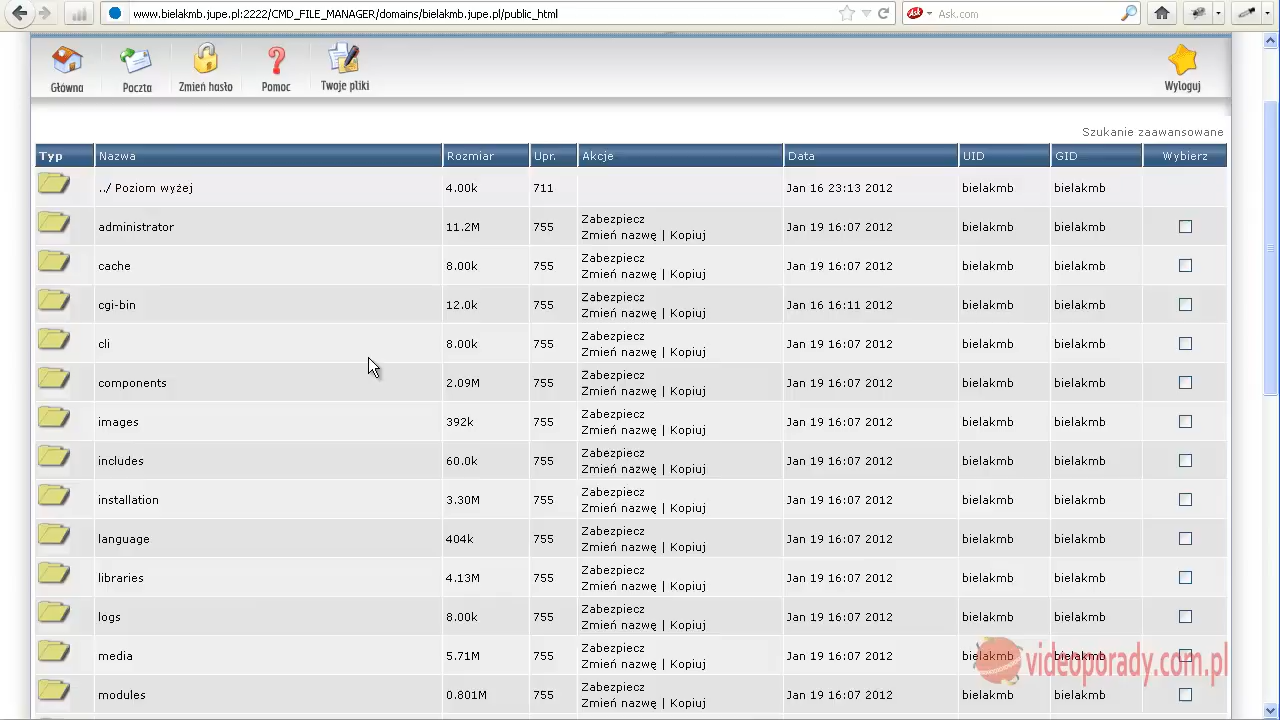 www.bielakmb.jupe.pl:2222/CMD_FILE_MANAGER/domains/bielakmb.jupe.pl/public_html
Ask Ask.com
Główna Poczta Zmień hasło Pomoc Twoje pliki Wyloguj
Szukanie zaawansowane
Typ Nazwa Rozmiar Upr. Akcje Data UID GID Wybierz
../ Poziom wyżej 4.00k 711 Jan 16 23:13 2012 bielakmb bielakmb
administrator 11.2M 755 Zabezpiecz Jan 19 16:07 2012 bielakmb bielakmb
Zmień nazwę | Kopiuj
cache 8.00k 755 Zabezpiecz Jan 19 16:07 2012 bielakmb bielakmb
Zmień nazwę | Kopiuj
cgi-bin 12.0k 755 Zabezpiecz Jan 16 16:11 2012 bielakmb bielakmb
Zmień nazwę | Kopiuj
cli 8.00k 755 Zabezpiecz Jan 19 16:07 2012 bielakmb bielakmb
Zmień nazwę | Kopiuj
components 2.09M 755 Zabezpiecz Jan 19 16:07 2012 bielakmb bielakmb
Zmień nazwę | Kopiuj
images 392k 755 Zabezpiecz Jan 19 16:07 2012 bielakmb bielakmb
Zmień nazwę | Kopiuj
includes 60.0k 755 Zabezpiecz Jan 19 16:07 2012 bielakmb bielakmb
Zmień nazwę | Kopiuj
installation 3.30M 755 Zabezpiecz Jan 19 16:07 2012 bielakmb bielakmb
Zmień nazwę | Kopiuj
language 404k 755 Zabezpiecz Jan 19 16:07 2012 bielakmb bielakmb
Zmień nazwę | Kopiuj
libraries 4.13M 755 Zabezpiecz Jan 19 16:07 2012 bielakmb bielakmb
Zmień nazwę | Kopiuj
logs 8.00k 755 Zabezpiecz Jan 19 16:07 2012 bielakmb bielakmb
Zmień nazwę | Kopiuj
media 5.71M 755 Zabezpiecz Jan 19 16:07 2012 bielakmb bielakmb
Zmień nazwę | Kopiuj
videoporady.com.pl
modules 0.801M 755 Zabezpiecz Jan 19 16:07 2012 bielakmb bielakmb
Zmień nazwę | Kopiuj